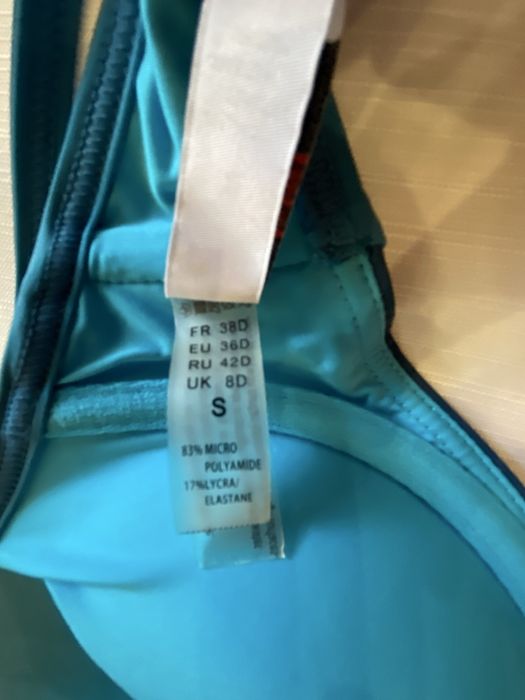 FR 38D
EU 36D
RU 42D
UK 8D
S
83% MICRO
POLYAMIDE
17%LYCRA/
ELASTANE